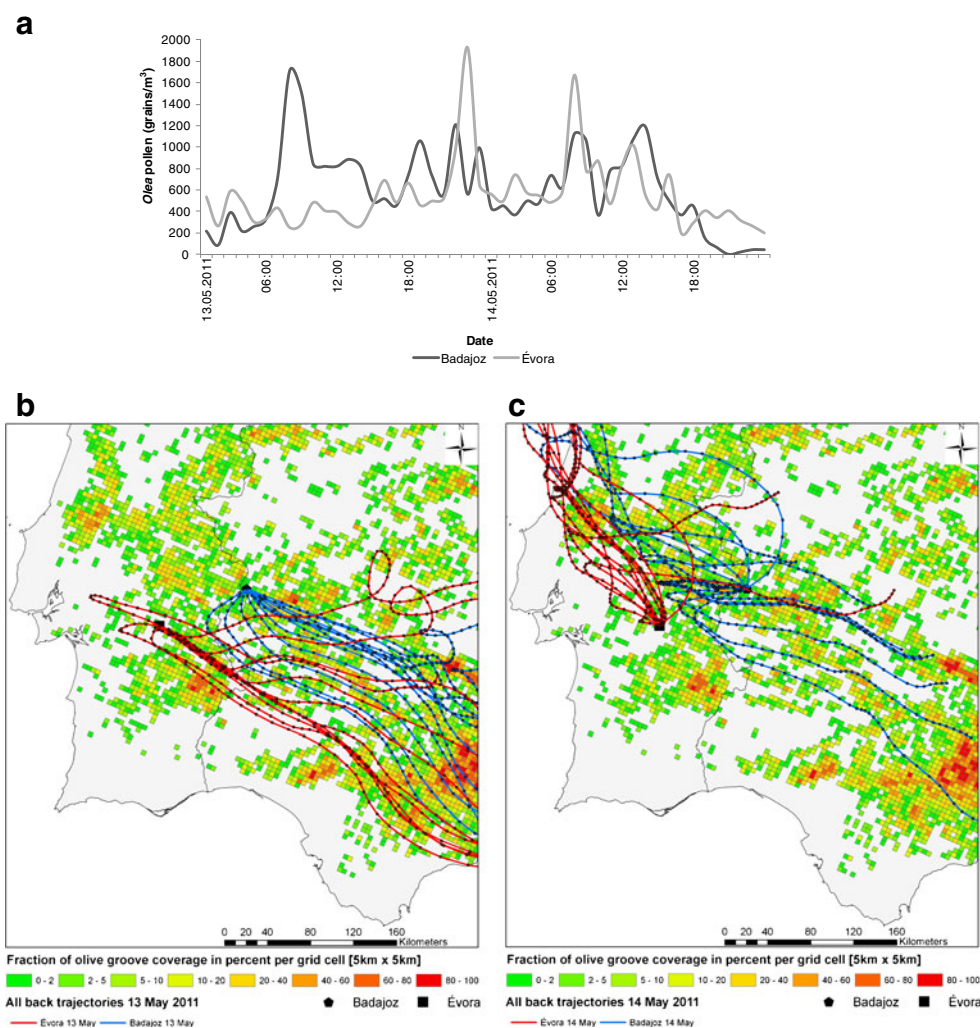 a
2000
1800
1600
1400
1200
1000
800
600
400
200
0
Olea pollen (grains/m³)
13.05.2011
06:00
12:00
18:00
14.05.2011
06:00
12:00
18:00
Date
Badajoz Évora
b
N
0 20 40 80 120 160
Kilometers
Fraction of olive groove coverage in percent per grid cell [5km x 5km]
0 - 2 2 - 5 5 - 10 10 - 20 20 - 40 40 - 60 60 - 80 80 - 100
All back trajectories 13 May 2011 Badajoz Évora
Évora 13 May Badajoz 13 May
c
N
0 20 40 80 120 160
Kilometers
Fraction of olive groove coverage in percent per grid cell [5km x 5km]
0 - 2 2 - 5 5 - 10 10 - 20 20 - 40 40 - 60 60 - 80 80 - 100
All back trajectories 14 May 2011 Badajoz Évora
Évora 14 May Badajoz 14 May